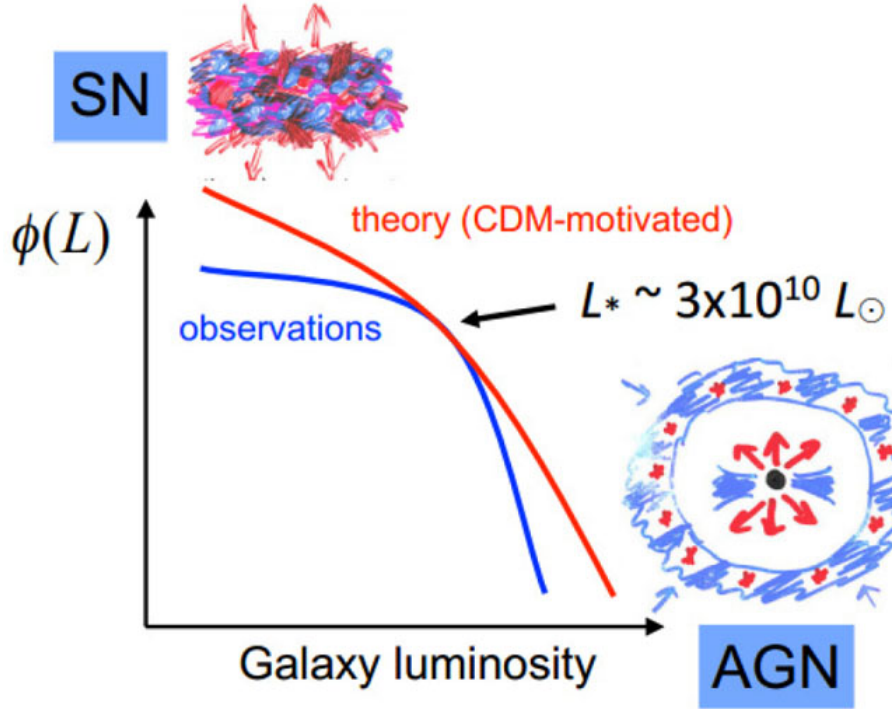 SN
ϕ(L)
theory (CDM-motivated)
observations
L* ~ 3x10¹⁰ L☉
Galaxy luminosity
AGN